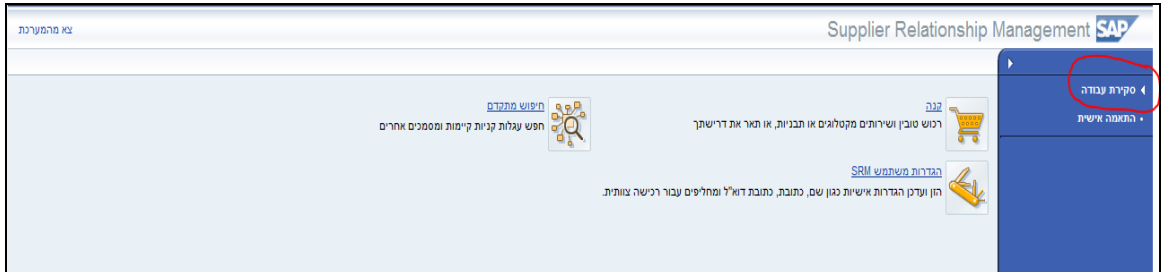 Supplier Relationship Management SAP
צא מהמערכת
סקירת עבודה
התאמה אישית
קנה
רכוש טובין ושירותים מקטלוגים או תבניות, או תאר את דרישתך
חיפוש מתקדם
חפש עגלות קניות קיימות ומסמכים אחרים
הגדרות משתמש SRM
הזן ועדכן הגדרות אישיות כגון שם, כתובת, כתובת דוא"ל ומחליפים עבור רכישה צוותית.